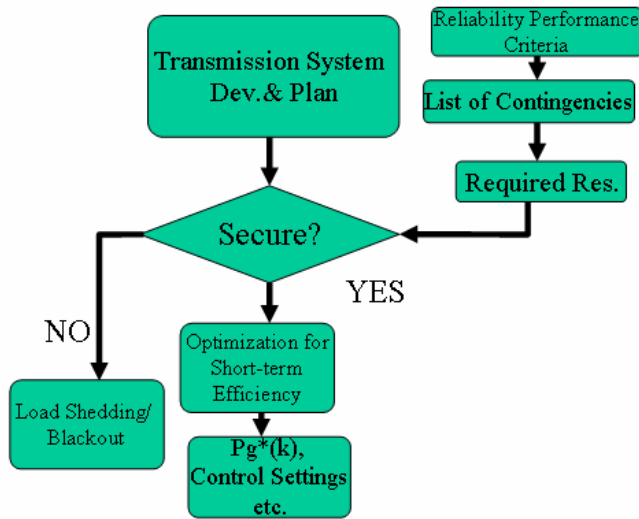 Transmission System
Dev.& Plan
Reliability Performance
Criteria
List of Contingencies
Required Res.
Secure?
YES
NO
Optimization for
Short-term
Efficiency
Load Shedding/
Blackout
Pg*(k),
Control Settings
etc.